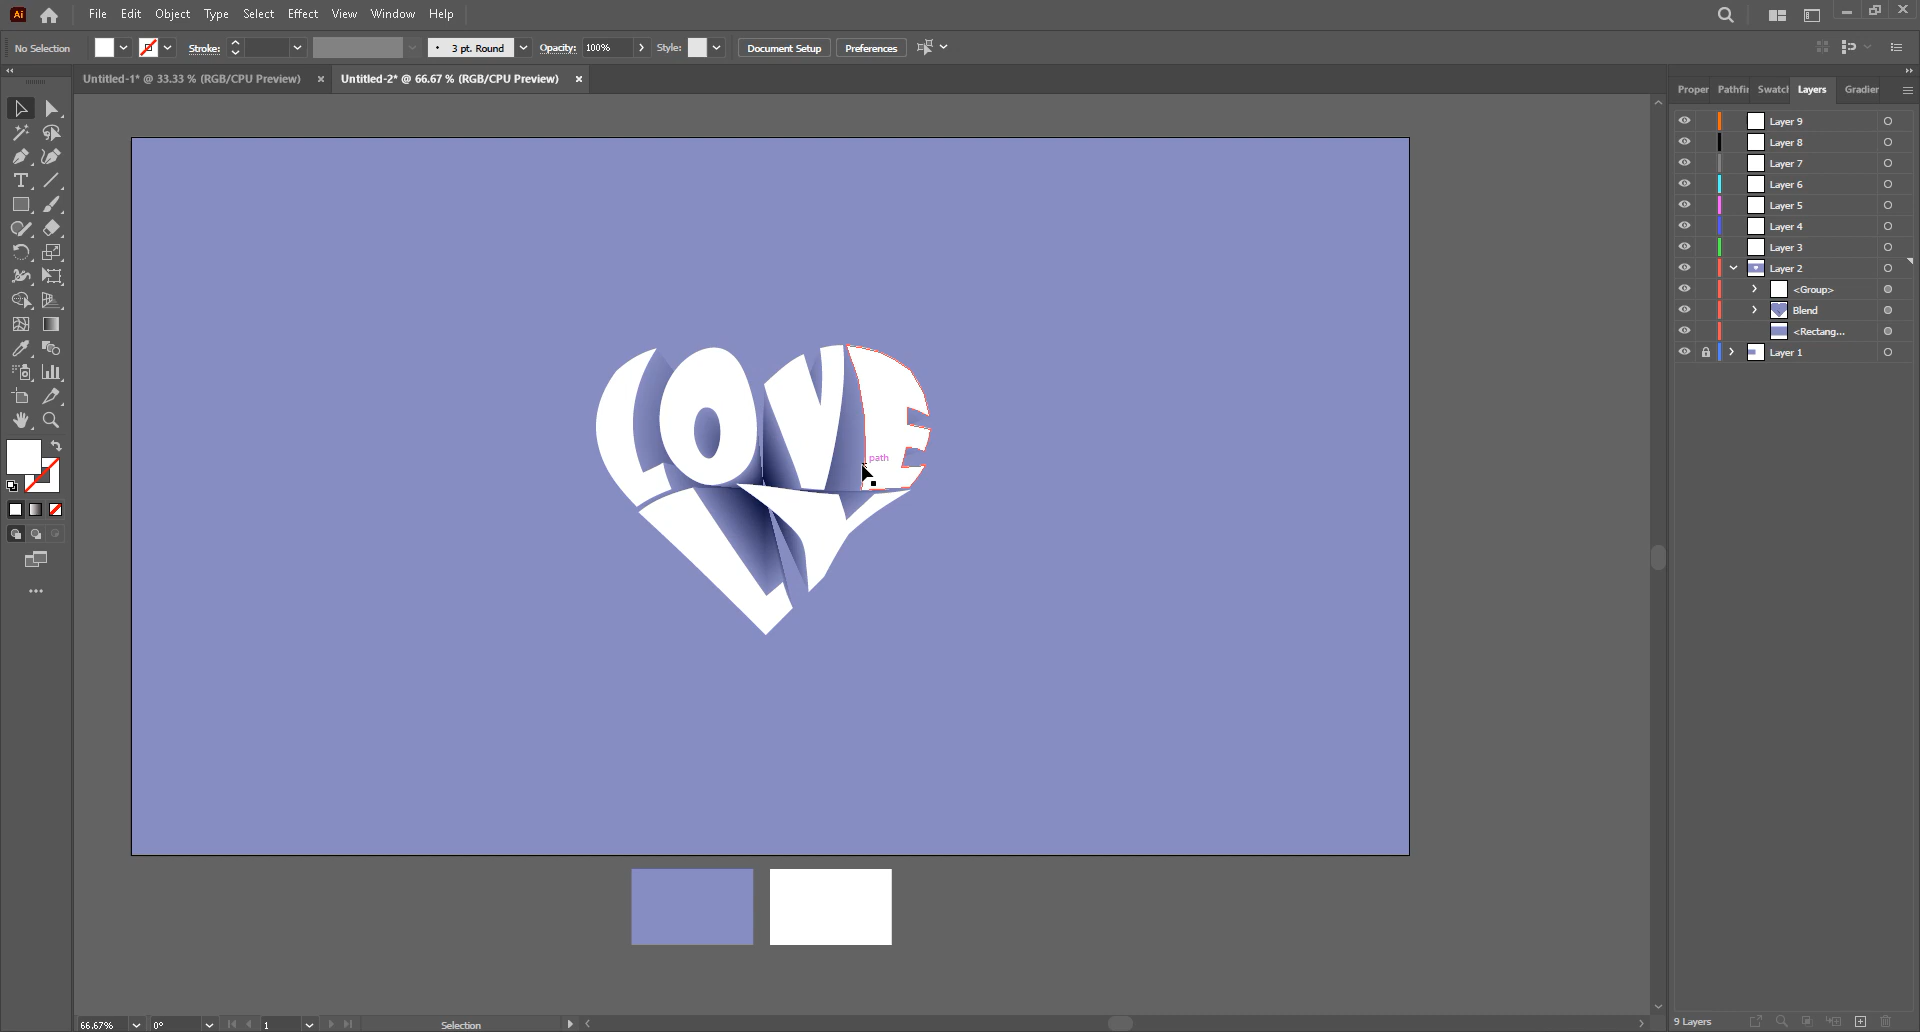 Ai File Edit Object Type Select Effect View Window Help
No Selection Stroke: 3 pt. Round Opacity: 100% Style: Document Setup Preferences
Untitled-1* @ 33.33 % (RGB/CPU Preview) × Untitled-2* @ 66.67 % (RGB/CPU Preview) ×
Proper Pathfi Swatcl Layers Gradier
Layer 9
Layer 8
Layer 7
Layer 6
Layer 5
Layer 4
Layer 3
Layer 2
<Group>
Blend
<Rectang...
Layer 1
LOVE
path
LY
66.67% 0° 1 Selection
9 Layers